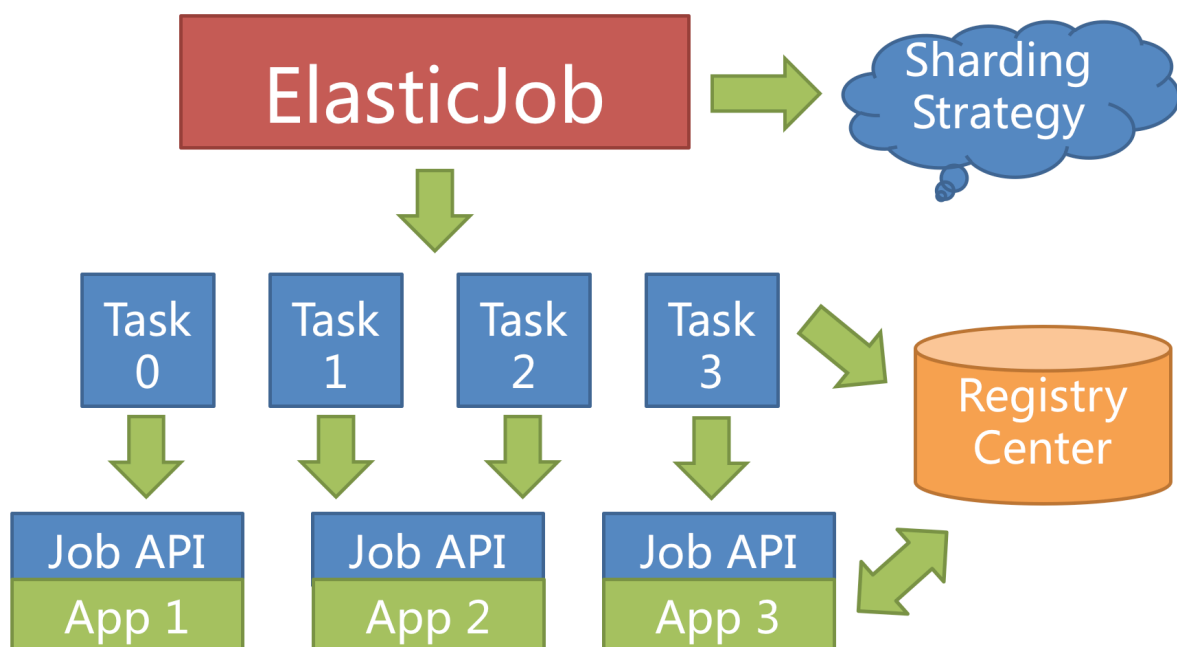 ElasticJob
Sharding
Strategy
Task
0
Task
1
Task
2
Task
3
Registry
Center
Job API
App 1
Job API
App 2
Job API
App 3